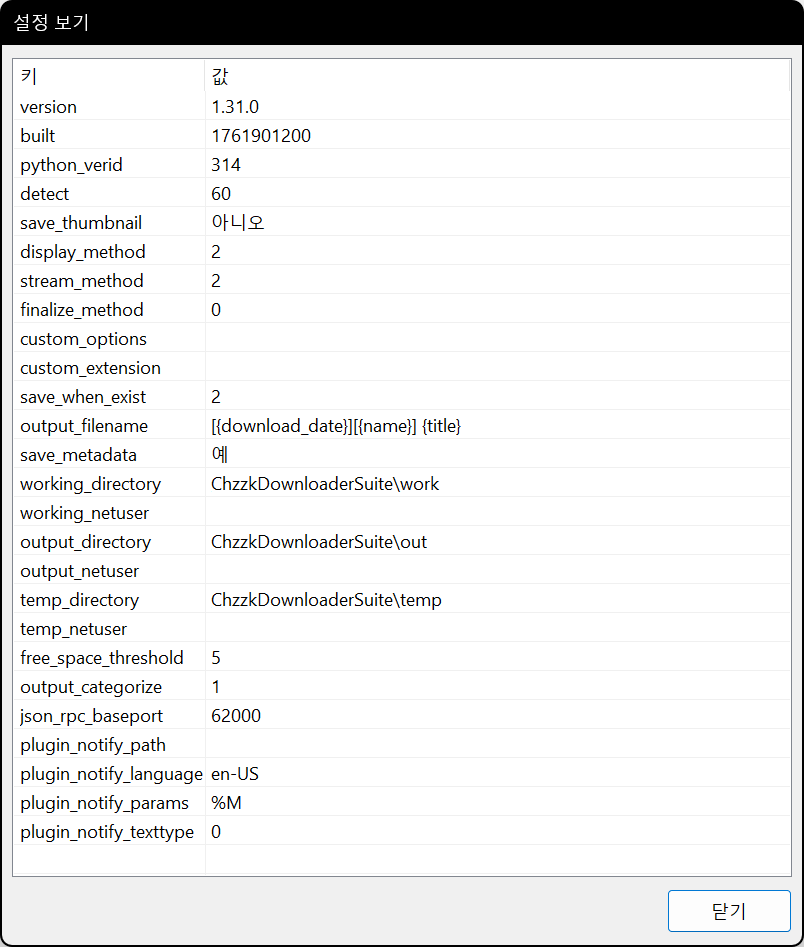 설정 보기
키 값
version 1.31.0
built 1761901200
python_verid 314
detect 60
save_thumbnail 아니오
display_method 2
stream_method 2
finalize_method 0
custom_options
custom_extension
save_when_exist 2
output_filename [{download_date}][{name}] {title}
save_metadata 예
working_directory ChzzkDownloaderSuite\work
working_netuser
output_directory ChzzkDownloaderSuite\out
output_netuser
temp_directory ChzzkDownloaderSuite\temp
temp_netuser
free_space_threshold 5
output_categorize 1
json_rpc_baseport 62000
plugin_notify_path
plugin_notify_language en-US
plugin_notify_params %M
plugin_notify_texttype 0
닫기